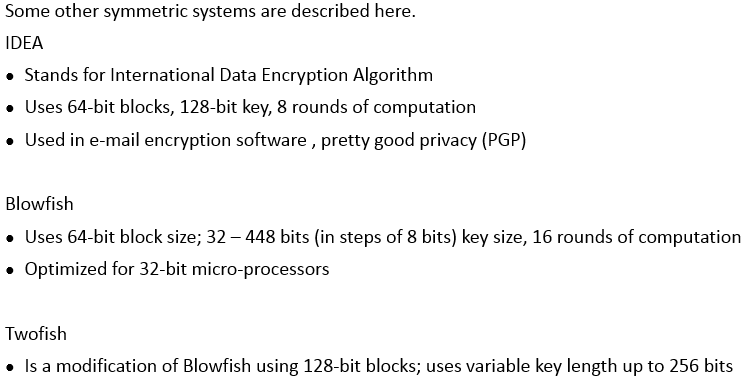 Some other symmetric systems are described here.
IDEA
• Stands for International Data Encryption Algorithm
• Uses 64-bit blocks, 128-bit key, 8 rounds of computation
• Used in e-mail encryption software , pretty good privacy (PGP)
Blowfish
• Uses 64-bit block size; 32 – 448 bits (in steps of 8 bits) key size, 16 rounds of computation
• Optimized for 32-bit micro-processors
Twofish
• Is a modification of Blowfish using 128-bit blocks; uses variable key length up to 256 bits